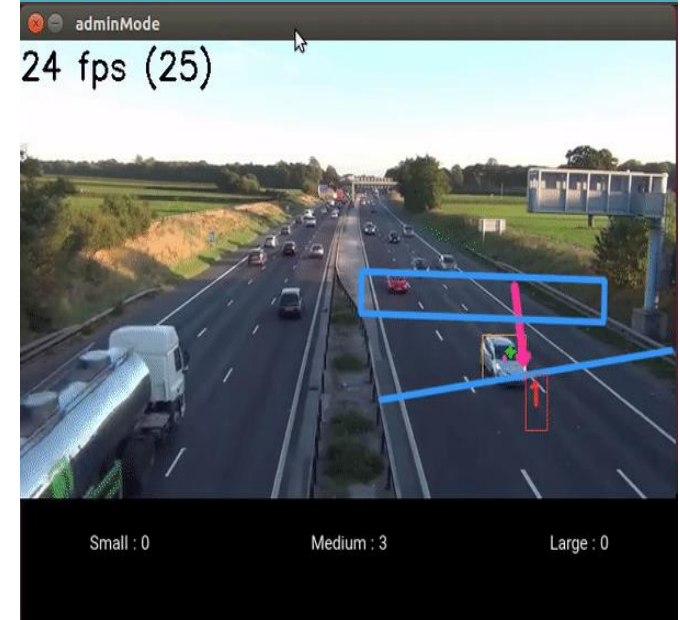 adminMode
24 fps (25)
Small : 0
Medium : 3
Large : 0